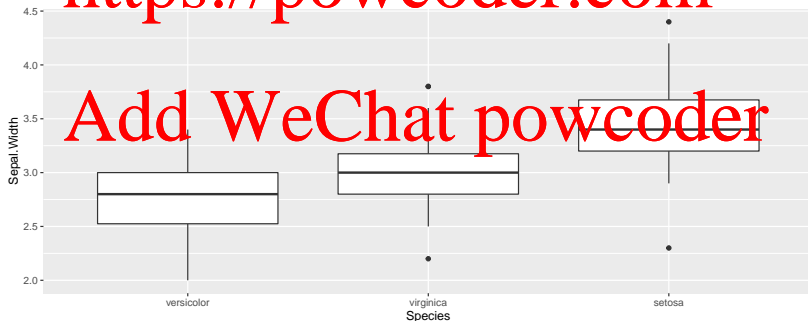 https://powcoder.com
4.5
4.0
Add WeChat powcoder
3.5
3.0
2.5
2.0
Sepal.Width
versicolor virginica setosa
Species